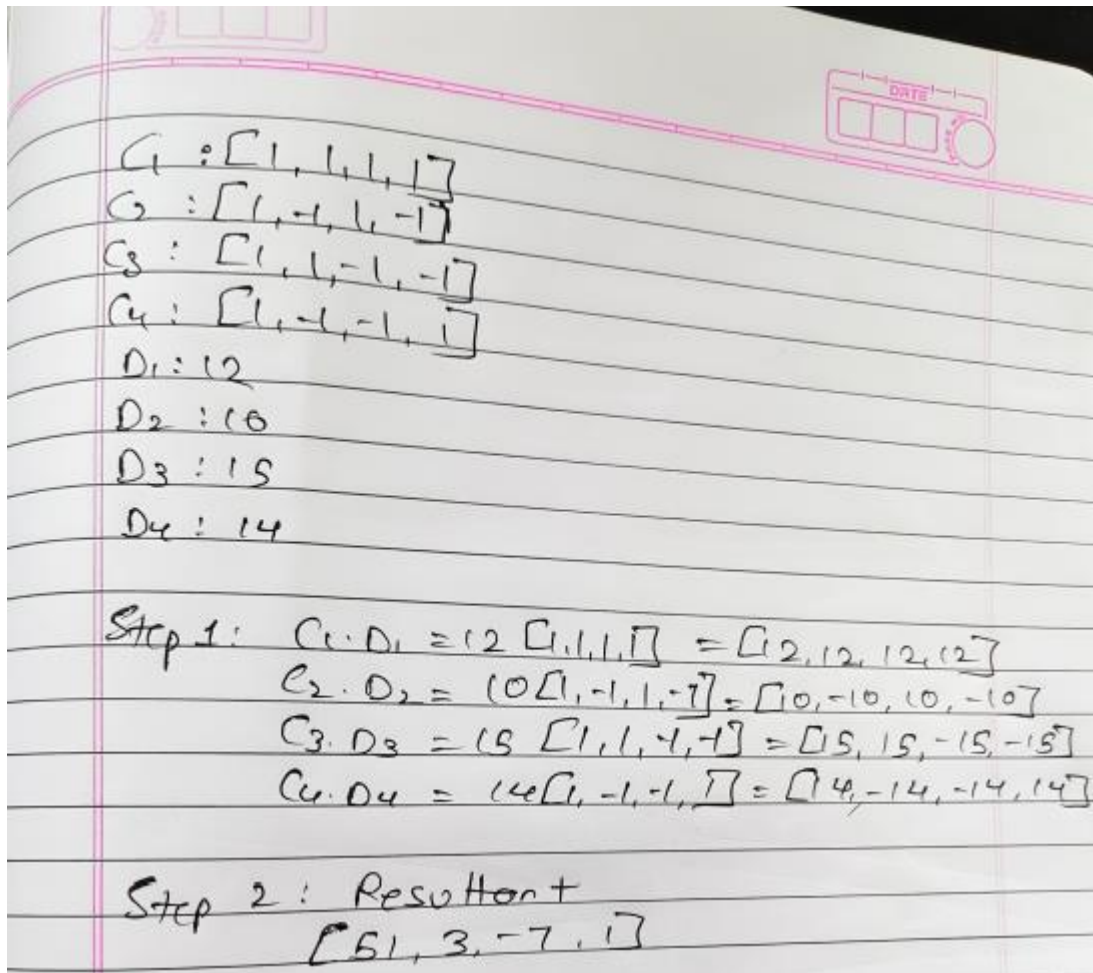 DATE
C1 : [1, 1, 1, 1]
C2 : [1, -1, 1, -1]
C3 : [1, 1, -1, -1]
C4 : [1, -1, -1, 1]
D1 : 12
D2 : 10
D3 : 15
D4 : 14
Step 1: C1 . D1 = 12 [1, 1, 1, 1] = [12, 12, 12, 12]
C2 . D2 = 10 [1, -1, 1, -1] = [10, -10, 10, -10]
C3 . D3 = 15 [1, 1, -1, -1] = [15, 15, -15, -15]
C4 . D4 = 14 [1, -1, -1, 1] = [14, -14, -14, 14]
Step 2 : Resultant
[51, 3, -7, 1]